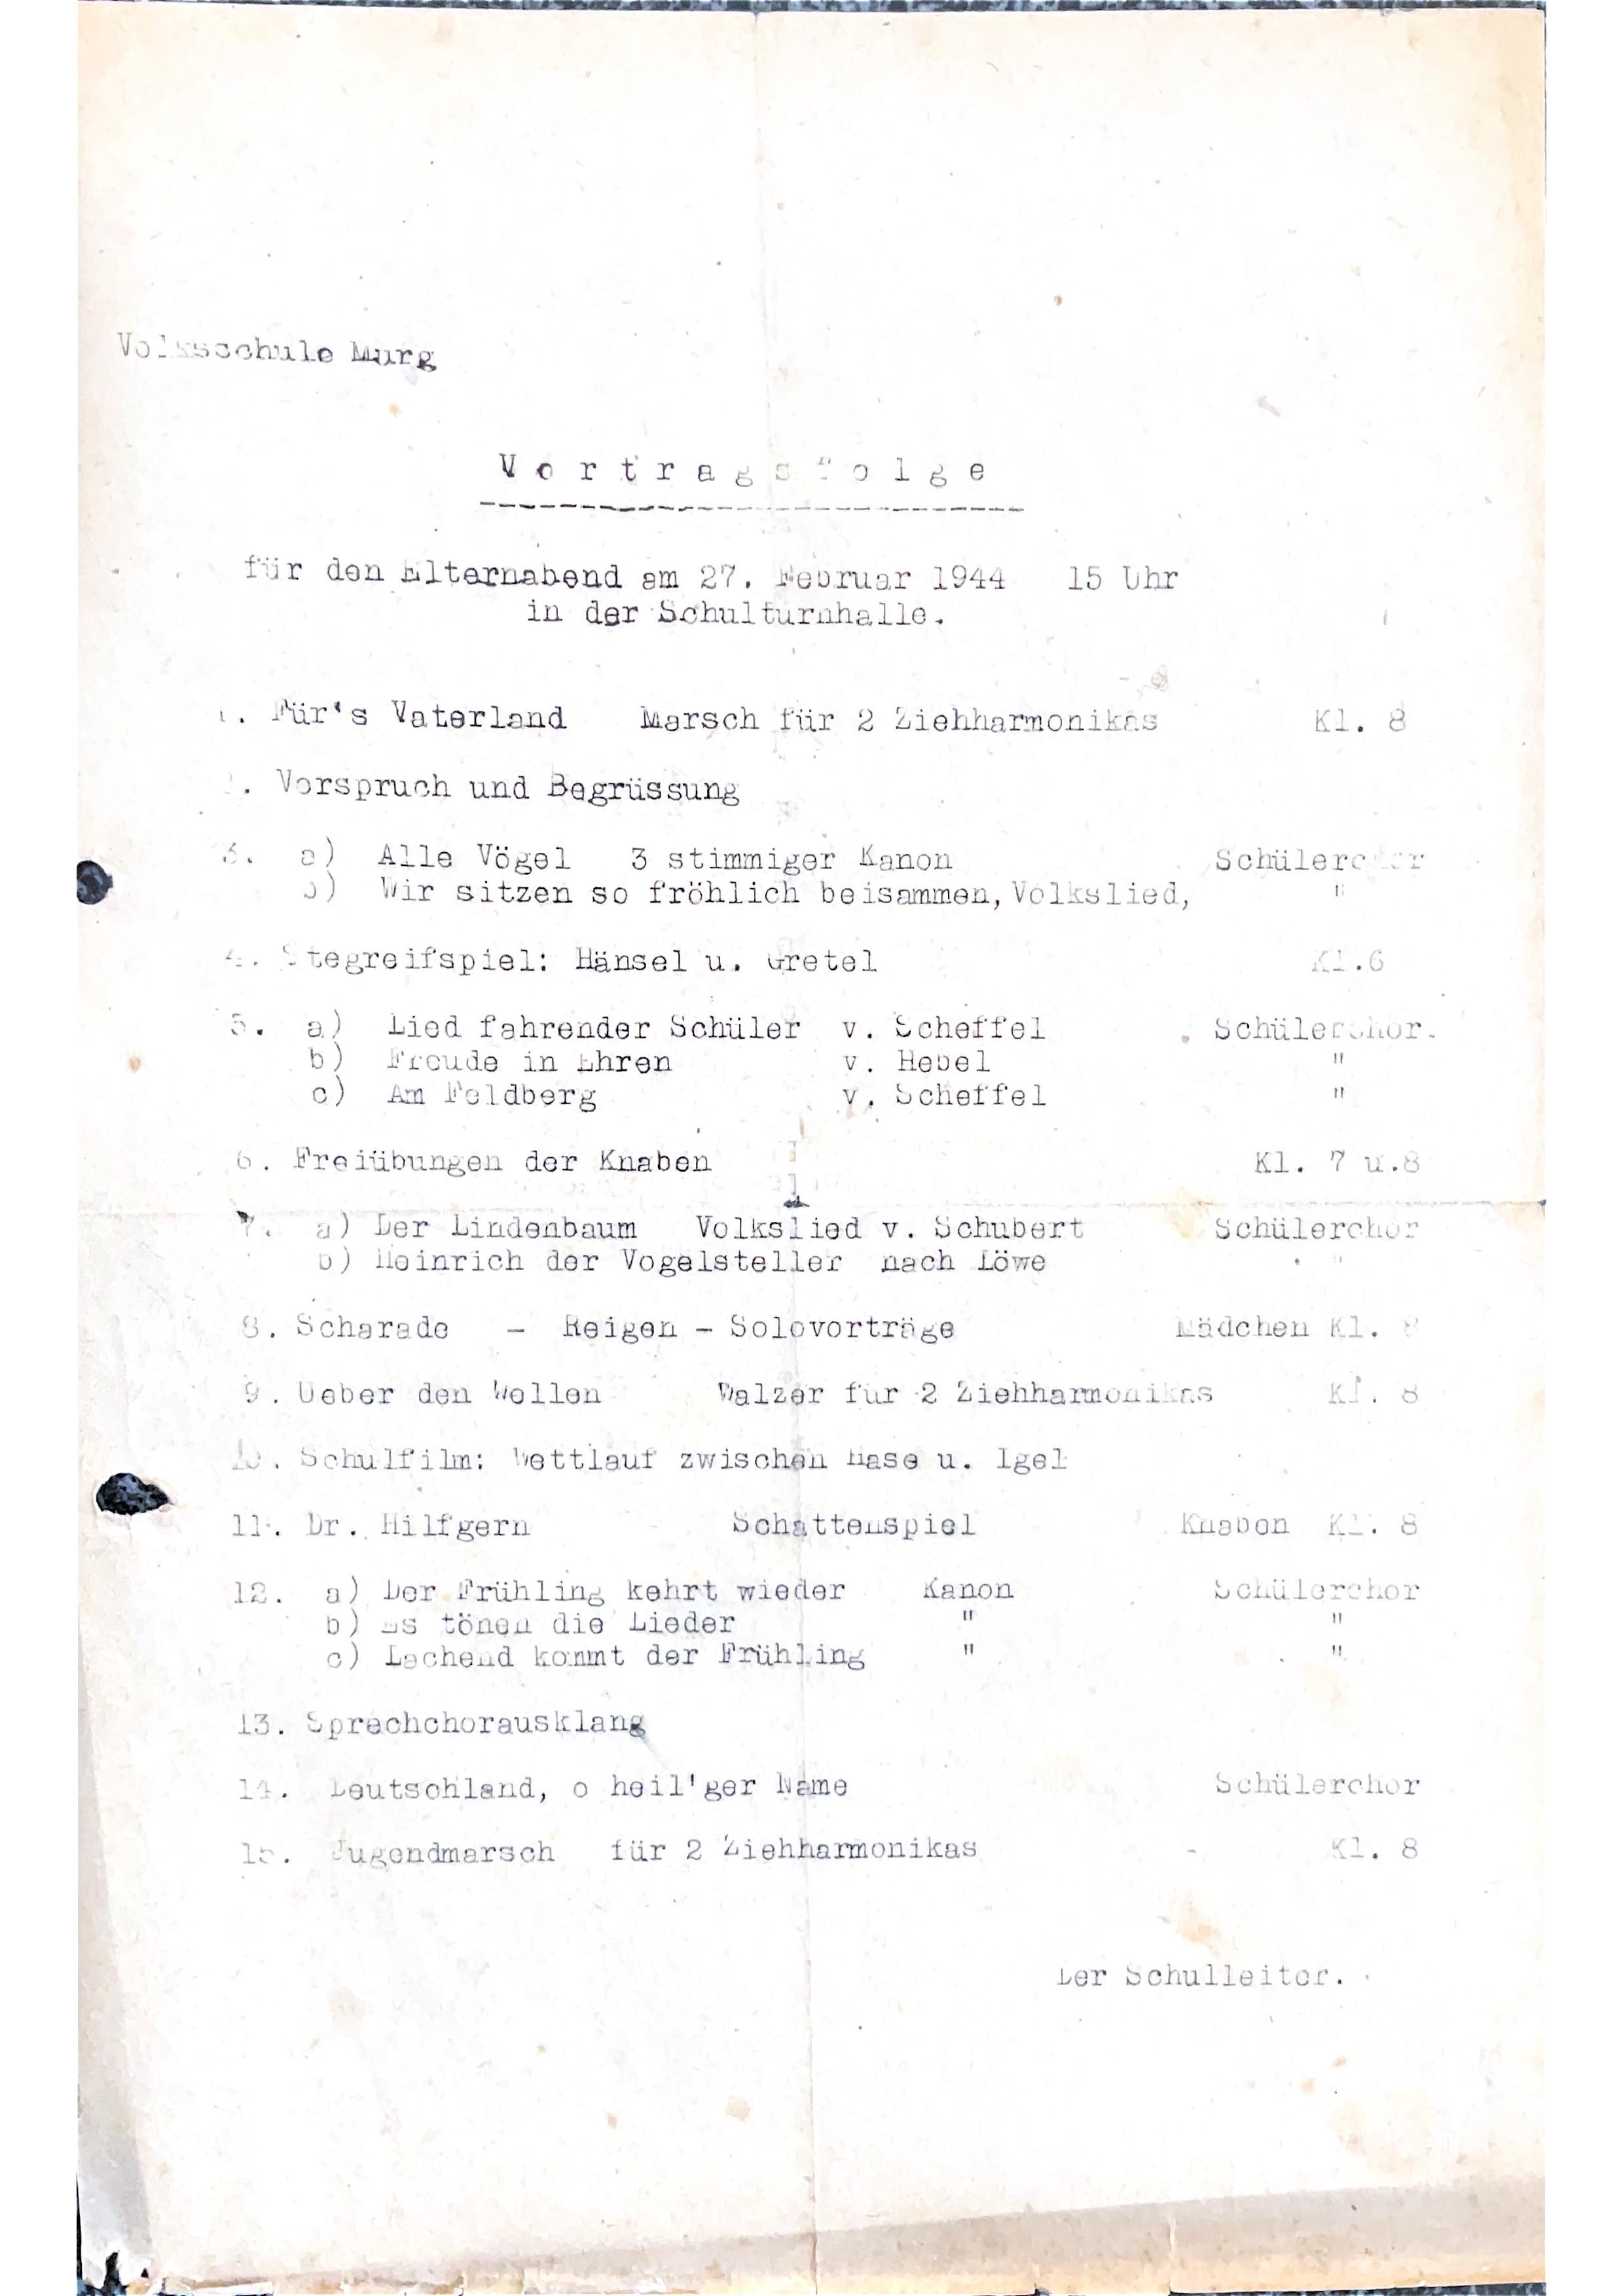 Volksschule Murg
Vortragsfolge
für den Elternabend am 27. Februar 1944 15 Uhr
in der Schulturnhalle.
1. Für's Vaterland Marsch für 2 Ziehharmonikas Kl. 8
2. Vorspruch und Begrüssung
3. a) Alle Vögel 3 stimmiger Kanon Schülerchor
b) Wir sitzen so fröhlich beisammen, Volkslied, "
4. Stegreifspiel: Hänsel u. Gretel Kl.6
5. a) Lied fahrender Schüler v. Scheffel Schülerchor.
b) Freude in Ehren v. Hebel "
c) Am Feldberg v. Scheffel "
6. Freiübungen der Knaben Kl. 7 u.8
7. a) Der Lindenbaum Volkslied v. Schubert Schülerchor
b) Heinrich der Vogelsteller nach Löwe "
8. Scharade - Reigen - Solovorträge Mädchen Kl. 8
9. Ueber den Wellen Walzer für 2 Ziehharmonikas Kl. 8
10. Schulfilm: Wettlauf zwischen Hase u. Igel
11. Dr. Hilfgern Schattenspiel Knaben Kl. 8
12. a) Der Frühling kehrt wieder Kanon Schülerchor
b) Es tönen die Lieder " "
c) Lachend kommt der Frühling " "
13. Sprechchorausklang
14. Deutschland, o heil'ger Name Schülerchor
15. Jugendmarsch für 2 Ziehharmonikas - Kl. 8
Der Schulleiter.